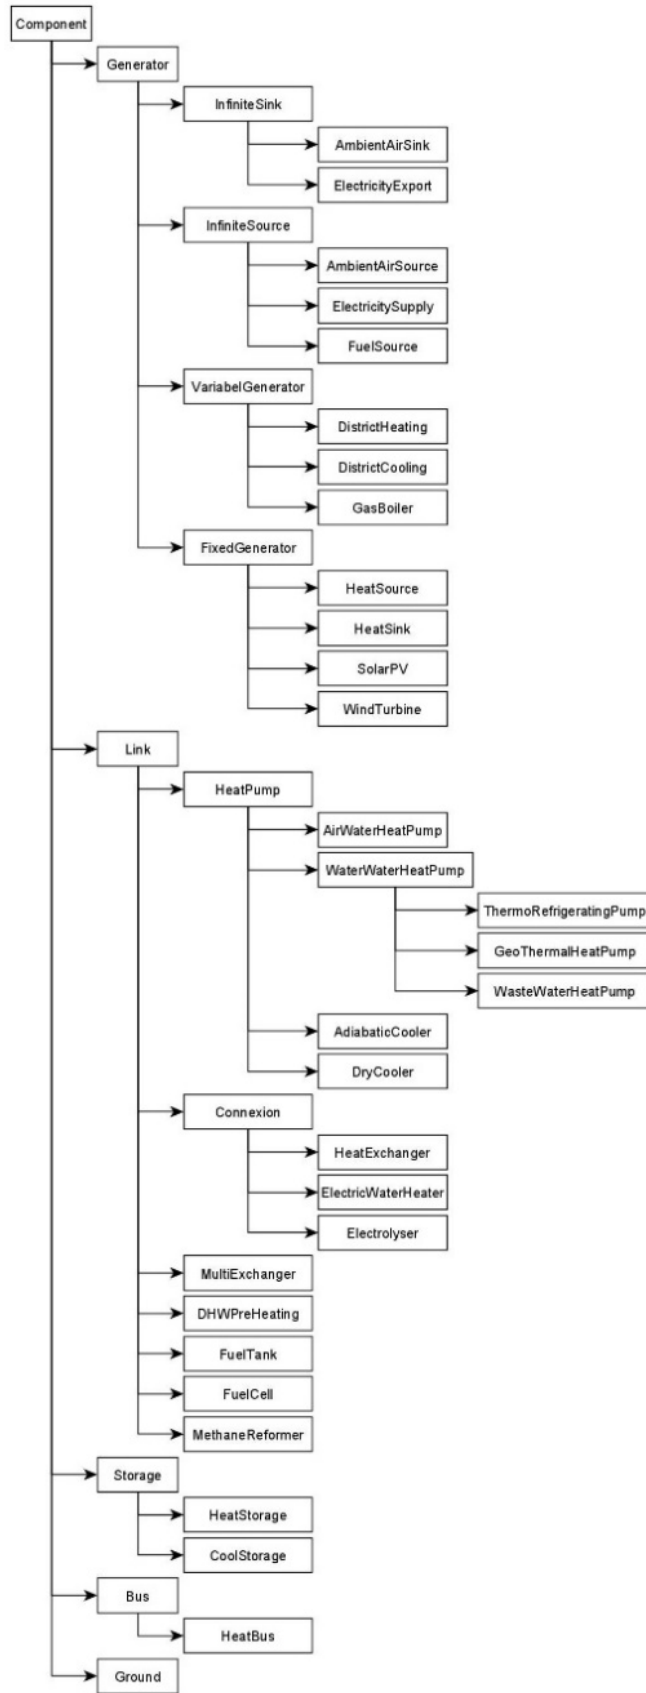 Component
Generator
InfiniteSink
AmbientAirSink
ElectricityExport
InfiniteSource
AmbientAirSource
ElectricitySupply
FuelSource
VariabelGenerator
DistrictHeating
DistrictCooling
GasBoiler
FixedGenerator
HeatSource
HeatSink
SolarPV
WindTurbine
Link
HeatPump
AirWaterHeatPump
WaterWaterHeatPump
ThermoRefrigeratingPump
GeoThermalHeatPump
WasteWaterHeatPump
AdiabaticCooler
DryCooler
Connexion
HeatExchanger
ElectricWaterHeater
Electrolyser
MultiExchanger
DHWPreHeating
FuelTank
FuelCell
MethaneReformer
Storage
HeatStorage
CoolStorage
Bus
HeatBus
Ground